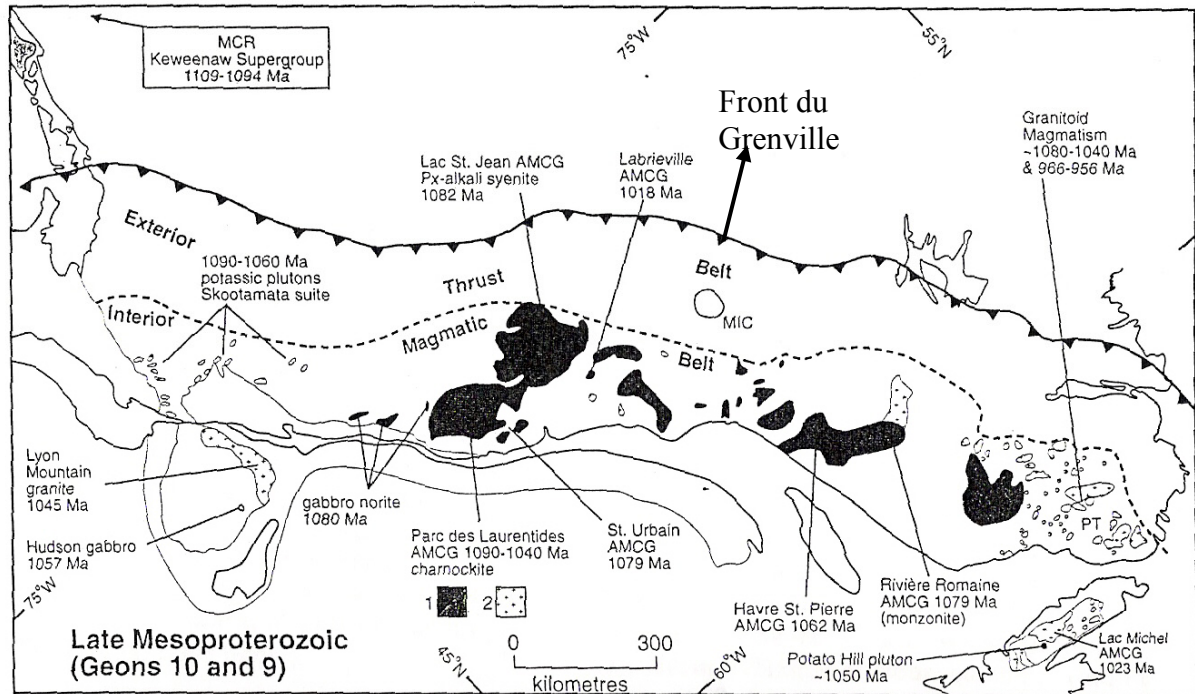 MCR
Keweenaw Supergroup
1109-1094 Ma
75°W
55°N
Front du
Grenville
Granitoid
Magmatism
~1080-1040 Ma
& 966-956 Ma
Lac St. Jean AMCG
Px-alkali syenite
1082 Ma
Labrieville
AMCG
1018 Ma
Exterior
Thrust
Belt
1090-1060 Ma
potassic plutons
Skootamata suite
MIC
Interior
Magmatic
Belt
Lyon
Mountain
granite
1045 Ma
gabbro norite
1080 Ma
Hudson gabbro
1057 Ma
Parc des Laurentides
AMCG 1090-1040 Ma
charnockite
St. Urbain
AMCG
1079 Ma
PT
Havre St. Pierre
AMCG 1062 Ma
Rivière Romaine
AMCG 1079 Ma
(monzonite)
75°W
1
2
Late Mesoproterozoic
(Geons 10 and 9)
45°N
0
300
kilometres
60°W
Potato Hill pluton
~1050 Ma
Lac Michel
AMCG
1023 Ma